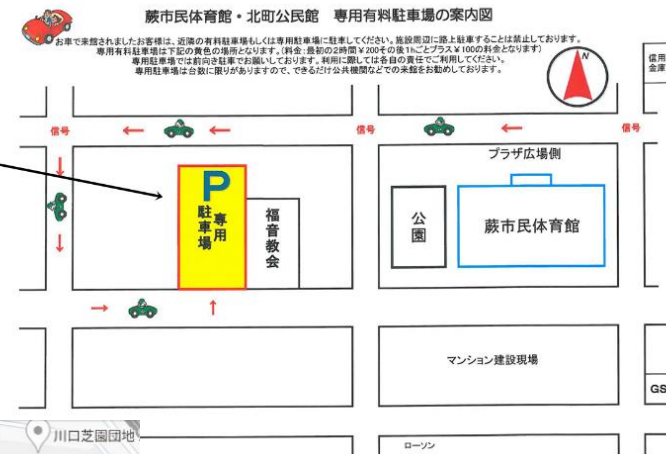 蕨市民体育館・北町公民館　専用有料駐車場の案内図
お車で来館されましたお客様は、近隣の有料駐車場もしくは専用駐車場に駐車してください。施設周辺に路上駐車することは禁止しております。
専用有料駐車場は下記の黄色の場所となります。（料金：最初の2時間￥200その後1hごとプラス￥100の料金となります）
専用駐車場では前向き駐車でお願いしております。利用に際しては各自の責任でご利用してください。
専用駐車場は台数に限りがありますので、できるだけ公共機関などでの来館をお勧めしております。
N
信用
金庫
信号
信号
信号
プラザ広場側
P
専用
駐車場
福音教会
公園
蕨市民体育館
マンション建設現場
GS
川口芝園団地
ローソン